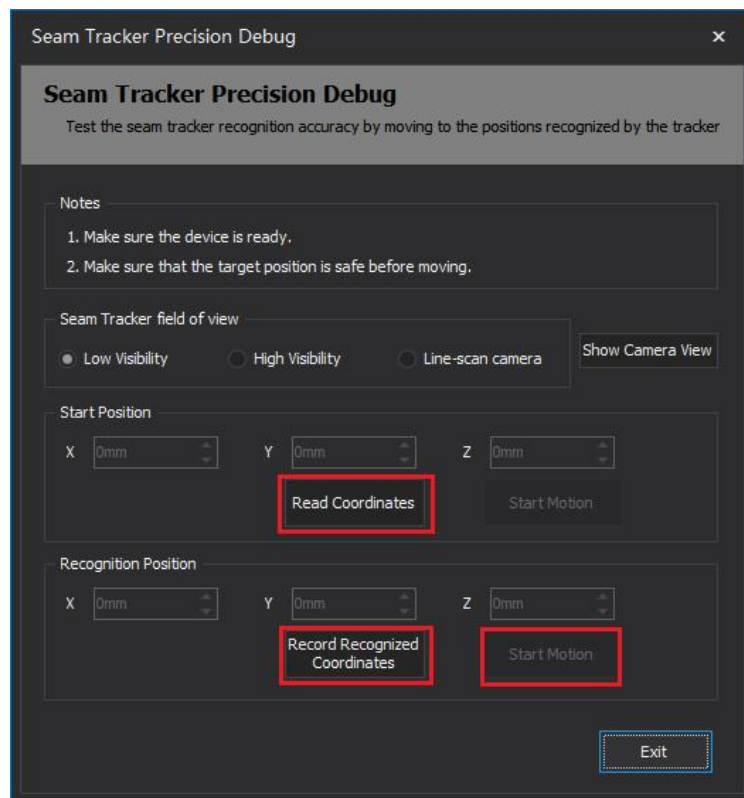 Seam Tracker Precision Debug
Seam Tracker Precision Debug
Test the seam tracker recognition accuracy by moving to the positions recognized by the tracker
Notes
1. Make sure the device is ready.
2. Make sure that the target position is safe before moving.
Seam Tracker field of view
Low Visibility High Visibility Line-scan camera Show Camera View
Start Position
X 0mm Y 0mm Z 0mm
Read Coordinates Start Motion
Recognition Position
X 0mm Y 0mm Z 0mm
Record Recognized
Coordinates Start Motion
Exit